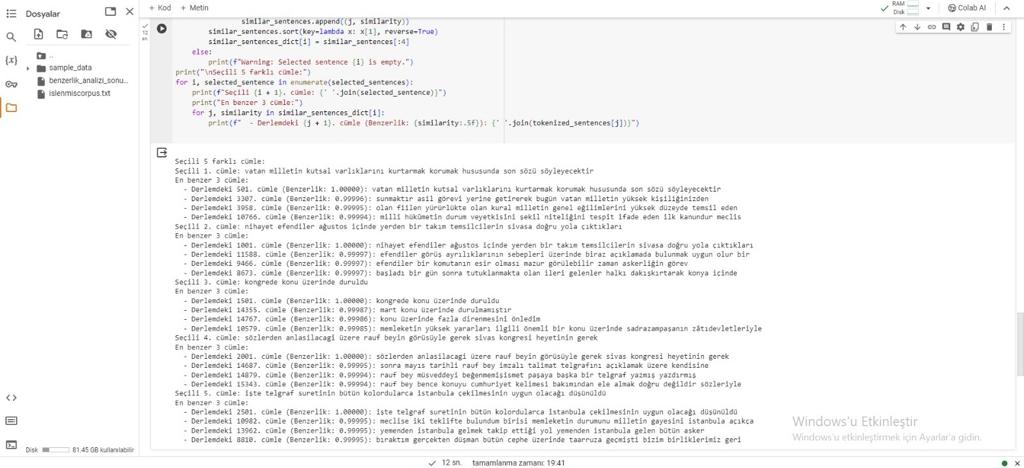 + Kod + Metin
RAM
Disk
Colab AI
Dosyalar
..
sample_data
benzerlik_analizi_sonu...
islenmiscorpus.txt
{x}
12
sn.
similar_sentences.append((j, similarity))
similar_sentences.sort(key=lambda x: x[1], reverse=True)
similar_sentences_dict[i] = similar_sentences[:4]
else:
print(f"Warning: Selected sentence {i} is empty.")
print("\nSecili 5 farklı cümle:")
for i, selected_sentence in enumerate(selected_sentences):
print(f"Seçili {i + 1}. cümle: {' '.join(selected_sentence)}")
print("En benzer 3 cümle:")
for j, similarity in similar_sentences_dict[i]:
print(f"  - Derlemdeki {j + 1}. cümle (Benzerlik: {similarity:.5f}): {' '.join(tokenized_sentences[j])}")
Seçili 5 farklı cümle:
Seçili 1. cümle: vatan milletin kutsal varlıklarını kurtarmak korumak hususunda son sözü söyleyecektir
En benzer 3 cümle:
- Derlemdeki 501. cümle (Benzerlik: 1.00000): vatan milletin kutsal varlıklarını kurtarmak korumak hususunda son sözü söyleyecektir
- Derlemdeki 3307. cümle (Benzerlik: 0.99996): sunmaktır asil görevi yerine getirerek bugün vatan milletin yüksek kişiliğinizden
- Derlemdeki 3958. cümle (Benzerlik: 0.99995): olan fiilen yürürlükte olan kural milletin genel eğilimlerini yüksek düzeyde temsil eden
- Derlemdeki 10766. cümle (Benzerlik: 0.99994): milli hükûmetin durum veyetkisini şekil niteliğini tespit ifade eden ilk kanundur meclis
Seçili 2. cümle: nihayet efendiler ağustos içinde yerden bir takım temsilcilerin sivasa doğru yola çıktıkları
En benzer 3 cümle:
- Derlemdeki 1001. cümle (Benzerlik: 1.00000): nihayet efendiler ağustos içinde yerden bir takım temsilcilerin sivasa doğru yola çıktıkları
- Derlemdeki 11588. cümle (Benzerlik: 0.99997): efendiler görüş ayrılıklarının sebepleri üzerinde biraz açıklamada bulunmak uygun olur bir
- Derlemdeki 9466. cümle (Benzerlik: 0.99997): efendiler bir komutanın esir olması mazur görülebilir zaman askerliğin görev
- Derlemdeki 8673. cümle (Benzerlik: 0.99997): başladı bir gün sonra tutuklanmakta olan ileri gelenler halkı dakışkırtarak konya içinde
Seçili 3. cümle: kongrede konu üzerinde duruldu
En benzer 3 cümle:
- Derlemdeki 1501. cümle (Benzerlik: 1.00000): kongrede konu üzerinde duruldu
- Derlemdeki 14355. cümle (Benzerlik: 0.99987): mart konu üzerinde durulmamıştır
- Derlemdeki 14767. cümle (Benzerlik: 0.99986): konu üzerinde fazla direnmesini önledim
- Derlemdeki 10579. cümle (Benzerlik: 0.99985): memleketin yüksek yararları ilgili önemli bir konu üzerinde sadrazampaşanın zâtıdevletleriyle
Seçili 4. cümle: sözlerden anlasilacagi üzere rauf beyin görüşüyle gerek sivas kongresi heyetinin gerek
En benzer 3 cümle:
- Derlemdeki 2001. cümle (Benzerlik: 1.00000): sözlerden anlasilacagi üzere rauf beyin görüşüyle gerek sivas kongresi heyetinin gerek
- Derlemdeki 14687. cümle (Benzerlik: 0.99995): sonra mayıs tarihli rauf bey imzalı talimat telgrafını açıklamak üzere kendisine
- Derlemdeki 14879. cümle (Benzerlik: 0.99994): rauf bey müsveddeyi beğenmemişismet paşaya başka bir telgraf yazmış yazdırmış
- Derlemdeki 15343. cümle (Benzerlik: 0.99994): rauf bey bence konuyu cumhuriyet kelimesi bakımından ele almak doğru değildir sözleriyle
Seçili 5. cümle: işte telgraf suretinin bütün kolordularca istanbula çekilmesinin uygun olacağı düşünüldü
En benzer 3 cümle:
- Derlemdeki 2501. cümle (Benzerlik: 1.00000): işte telgraf suretinin bütün kolordularca istanbula çekilmesinin uygun olacağı düşünüldü
- Derlemdeki 10982. cümle (Benzerlik: 0.99995): meclise iki teklifte bulundum birisi memleketin durumunu milletin gayesini istanbula açıkca
- Derlemdeki 13962. cümle (Benzerlik: 0.99995): yemenden istanbula gelmek takip ettiği yol yemenden istanbula gelen bütün asker
- Derlemdeki 8810. cümle (Benzerlik: 0.99995): bıraktım gerçekten düşman bütün cephe üzerinde taarruza geçmişti bizim birliklerimiz geri
Windows'u Etkinleştir
Windows'u etkinleştirmek için Ayarlar'a gidin.
Disk 81.45 GB kullanılabilir
12 sn. tamamlanma zamanı: 19:41